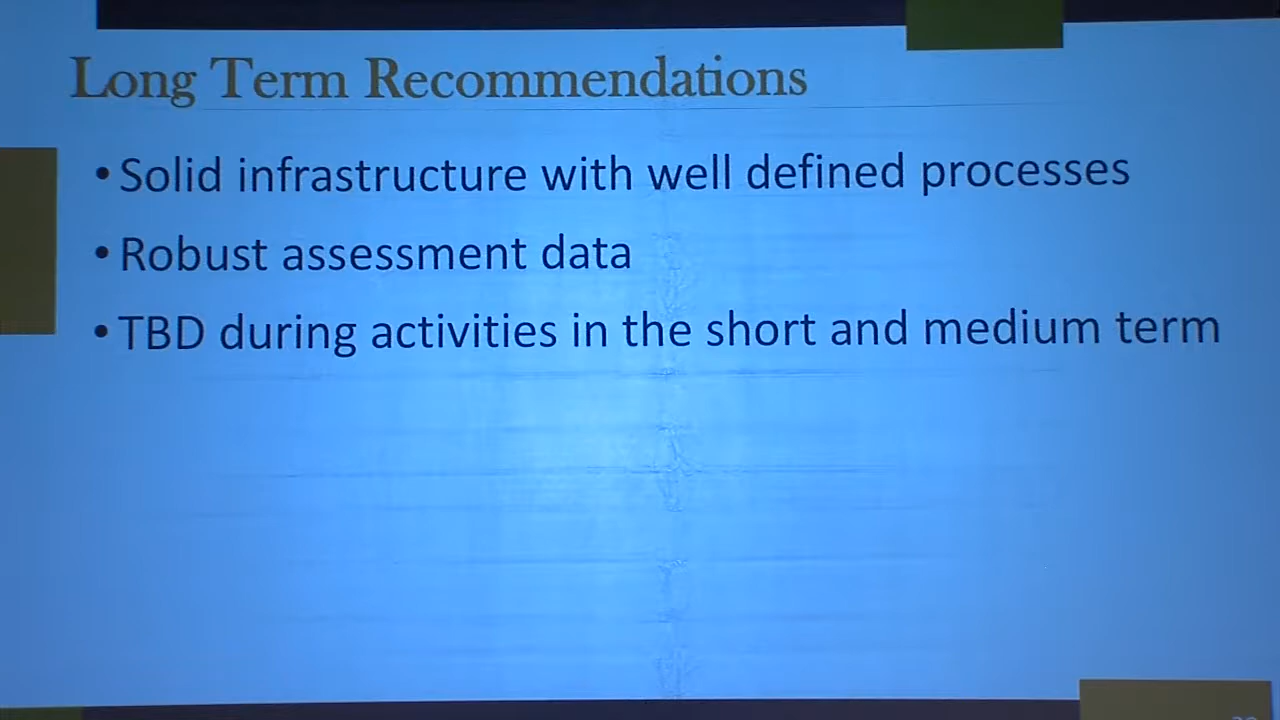 Long Term Recommendations
• Solid infrastructure with well defined processes
• Robust assessment data
• TBD during activities in the short and medium term